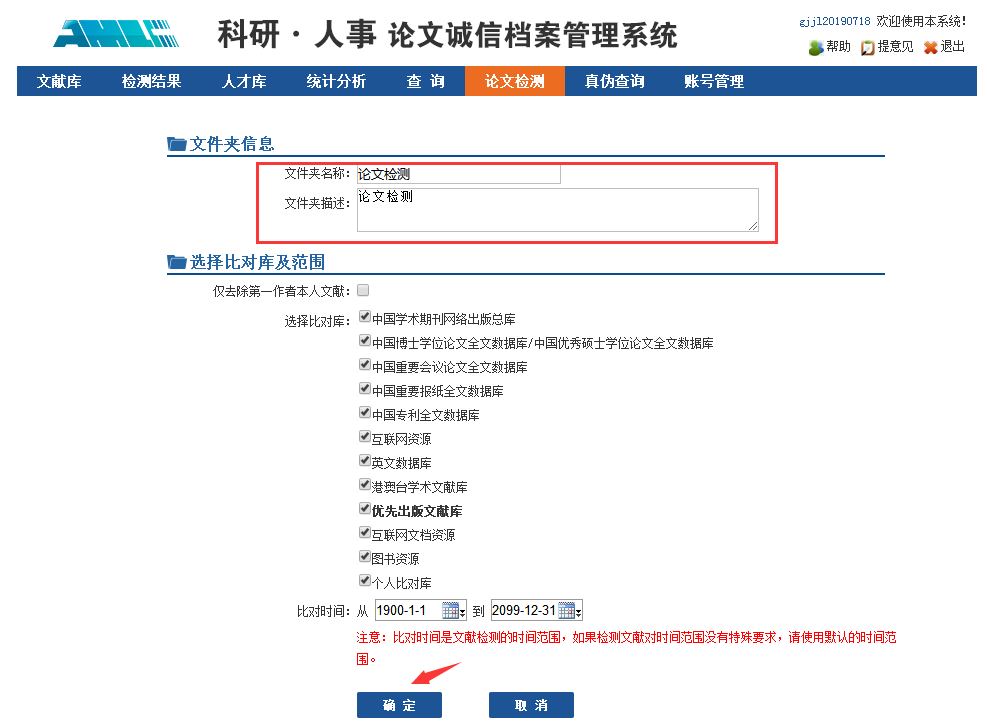 AMLC
科研·人事 论文诚信档案管理系统
gjjl20190718 欢迎使用本系统!
帮助 提意见 退出
文献库 检测结果 人才库 统计分析 查 询 论文检测 真伪查询 账号管理
文件夹信息
文件夹名称: 论文检测
文件夹描述: 论文检测
选择比对库及范围
仅去除第一作者本人文献:
选择比对库: 中国学术期刊网络出版总库
中国博士学位论文全文数据库/中国优秀硕士学位论文全文数据库
中国重要会议论文全文数据库
中国重要报纸全文数据库
中国专利全文数据库
互联网资源
英文数据库
港澳台学术文献库
优先出版文献库
互联网文档资源
图书资源
个人比对库
比对时间: 从 1900-1-1 到 2099-12-31
注意: 比对时间是文献检测的时间范围, 如果检测文献对时间范围没有特殊要求, 请使用默认的时间范
围。
确 定 取 消